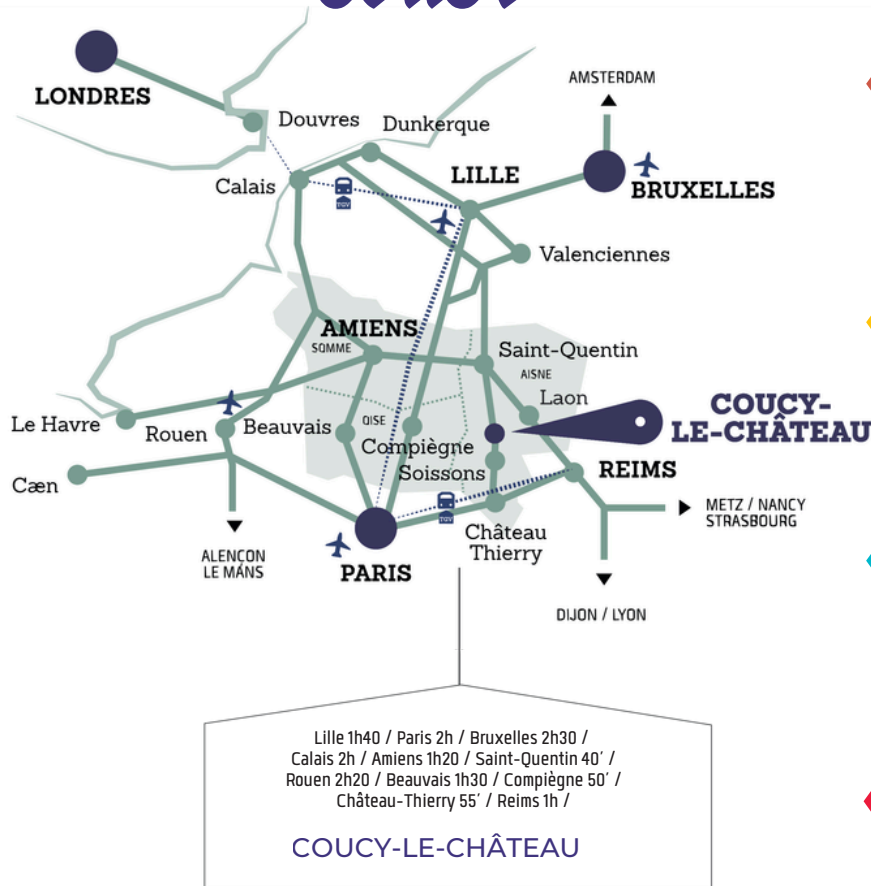 LONDRES
AMSTERDAM
Douvres
Dunkerque
Calais
LILLE
BRUXELLES
TGV
Valenciennes
AMIENS
SOMME
Saint-Quentin
AISNE
Laon
COUCY-
LE-CHÂTEAU
Le Havre
Rouen
Beauvais
OISE
Compiègne
Soissons
REIMS
Cæn
TGV
METZ / NANCY
STRASBOURG
Château
Thierry
ALENÇON
LE MANS
PARIS
DIJON / LYON
Lille 1h40 / Paris 2h / Bruxelles 2h30 /
Calais 2h / Amiens 1h20 / Saint-Quentin 40′ /
Rouen 2h20 / Beauvais 1h30 / Compiègne 50′ /
Château-Thierry 55′ / Reims 1h /
COUCY-LE-CHÂTEAU